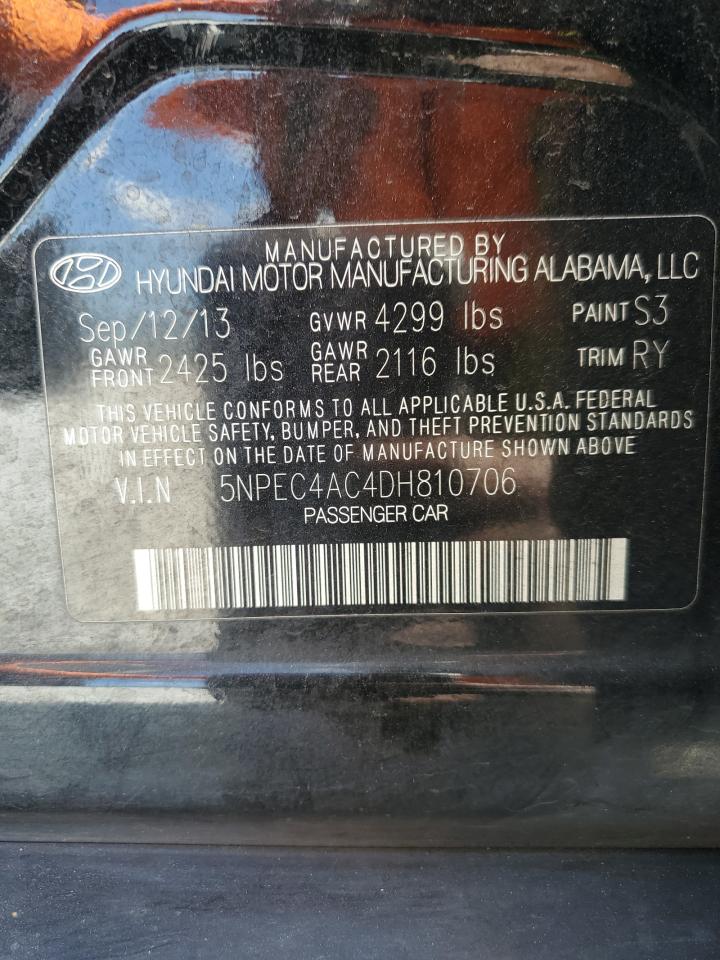 MANUFACTURED BY
HYUNDAI MOTOR MANUFACTURING ALABAMA, LLC
Sep/12/13 GVWR 4299 lbs PAINT S3
GAWR FRONT 2425 lbs GAWR REAR 2116 lbs TRIM RY
THIS VEHICLE CONFORMS TO ALL APPLICABLE U.S.A. FEDERAL
MOTOR VEHICLE SAFETY, BUMPER, AND THEFT PREVENTION STANDARDS
IN EFFECT ON THE DATE OF MANUFACTURE SHOWN ABOVE
V.I.N 5NPEC4AC4DH810706
PASSENGER CAR